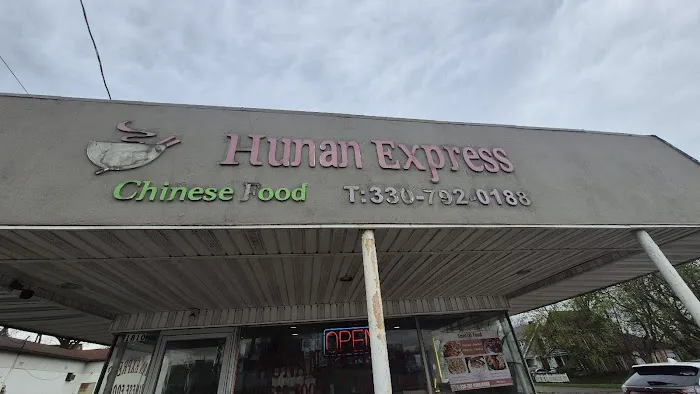 Hunan Express
Chinese Food T:330-792-0188
OPEN